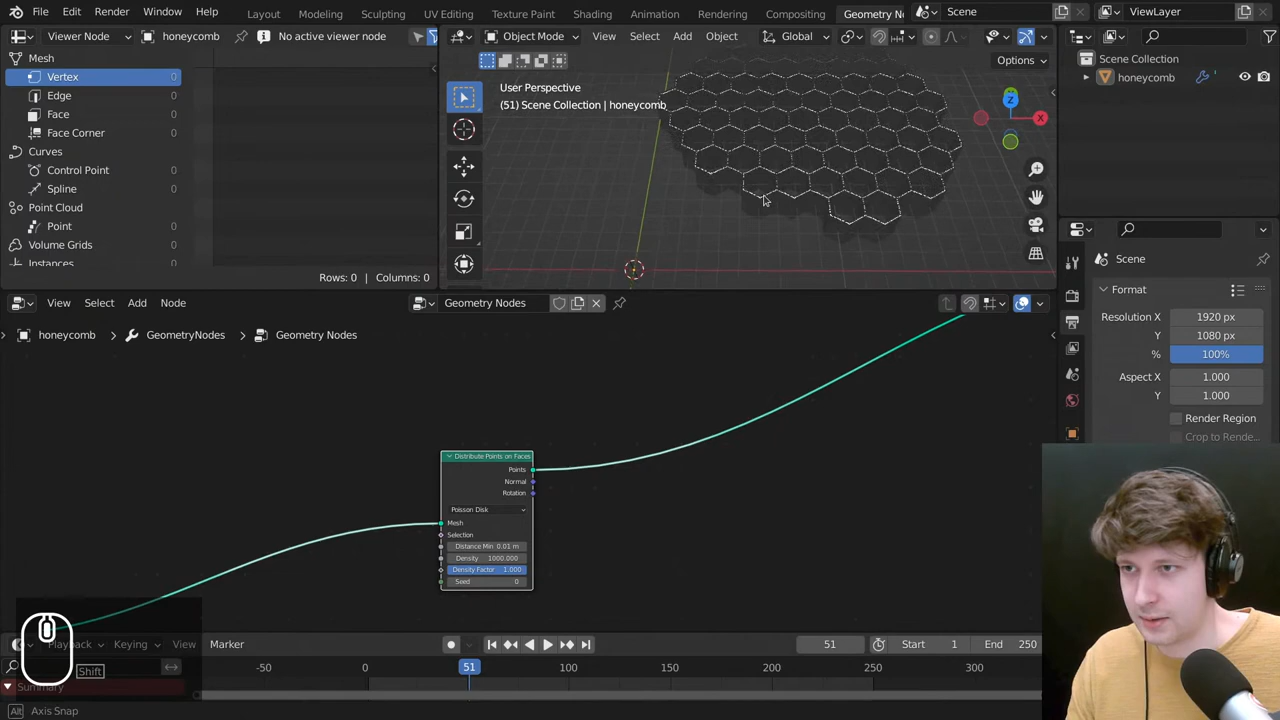 File Edit Render Window Help Layout Modeling Sculpting UV Editing Texture Paint Shading Animation Rendering Compositing Geometry No Scene ViewLayer
Viewer Node honeycomb No active viewer node
Object Mode View Select Add Object Global
Options
Mesh
Vertex 0
Edge 0
Face 0
Face Corner 0
Curves
Control Point 0
Spline 0
Point Cloud
Point 0
Volume Grids
Instances
Rows: 0 | Columns: 0
User Perspective
(51) Scene Collection | honeycomb
Z
X
Scene Collection
honeycomb
Scene
Format
Resolution X 1920 px
Y 1080 px
% 100%
Aspect X 1.000
Y 1.000
Render Region
Crop to Rende...
View Select Add Node Geometry Nodes
honeycomb > GeometryNodes > Geometry Nodes
Distribute Points on Faces
Points
Normal
Rotation
Poisson Disk
Mesh
Selection
Distance Min 0.01 m
Density 1000.000
Density Factor 1.000
Seed 0
Playback Keying View Marker 51 Start 1 End 250
-50 0 51 100 150 200 250 300
Shift
Summary
Alt Axis Snap